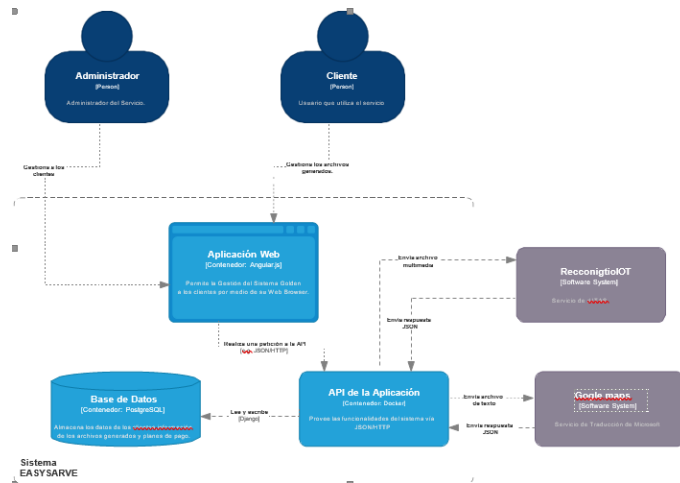 Administrador
[Person]
Administrador del Servicio.
Cliente
[Person]
Usuario que utiliza el servicio
Gestiona a los
clientes
Gestiona los archivos
generados.
Aplicación Web
[Contenedor: Angular.js]
Permite la Gestión del Sistema Golden
a los clientes por medio de su Web Browser.
Envía archivo
multimedia
RecconigtioIOT
[Software System]
Servicio de
Envía respuesta
JSON
Realiza una petición a la API
JSON/HTTP]
Base de Datos
[Contenedor: PostgreSQL]
Almacena los datos de los
de los archivos generados y planes de pago.
Lee y escribe
[Django]
API de la Aplicación
[Contenedor: Docker]
Provee las funcionalidades del sistema vía
JSON/HTTP
Envía archivo
de texto
Envía respuesta
JSON
Gogle maps
[Software System]
Servicio de Traducción de Microsoft
Sistema
EASYSARVE